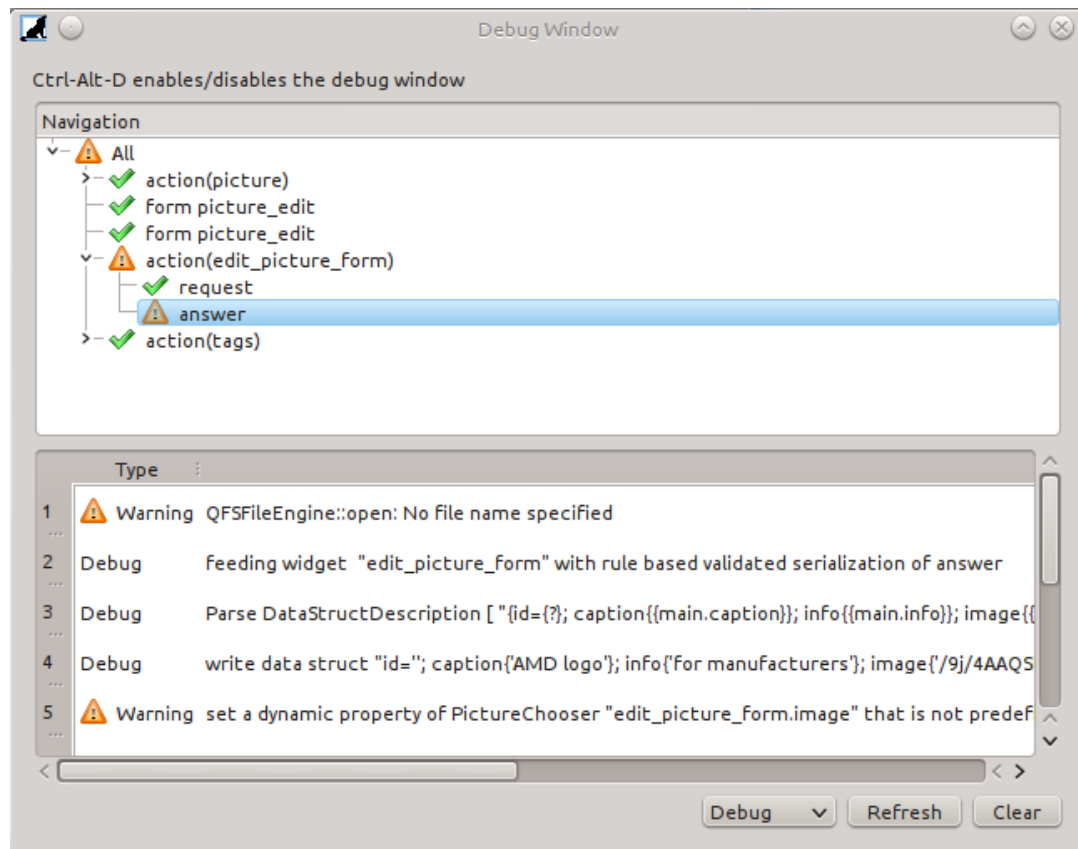 Debug Window
Ctrl-Alt-D enables/disables the debug window
Navigation
All
action(picture)
form picture_edit
form picture_edit
action(edit_picture_form)
request
answer
action(tags)
Type
1 Warning QFSFileEngine::open: No file name specified
2 Debug feeding widget "edit_picture_form" with rule based validated serialization of answer
3 Debug Parse DataStructDescription [ "{id={?}; caption{{main.caption}}; info{{main.info}}; image{{
4 Debug write data struct "id=''; caption{'AMD logo'}; info{'for manufacturers'}; image{'/9j/4AAQS
5 Warning set a dynamic property of PictureChooser "edit_picture_form.image" that is not predef
Debug Refresh Clear